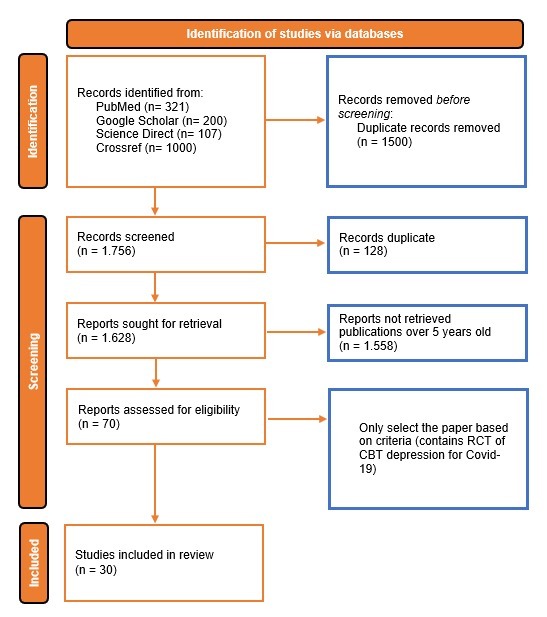 Identification of studies via databases
Identification
Records identified from:
PubMed (n= 321)
Google Scholar (n= 200)
Science Direct (n= 107)
Crossref (n= 1000)
Records removed before
screening:
Duplicate records removed
(n = 1500)
Screening
Records screened
(n = 1.756)
Records duplicate
(n = 128)
Reports sought for retrieval
(n = 1.628)
Reports not retrieved
publications over 5 years old
(n = 1.558)
Reports assessed for eligibility
(n = 70)
Only select the paper based
on criteria (contains RCT of
CBT depression for Covid-
19)
Included
Studies included in review
(n = 30)